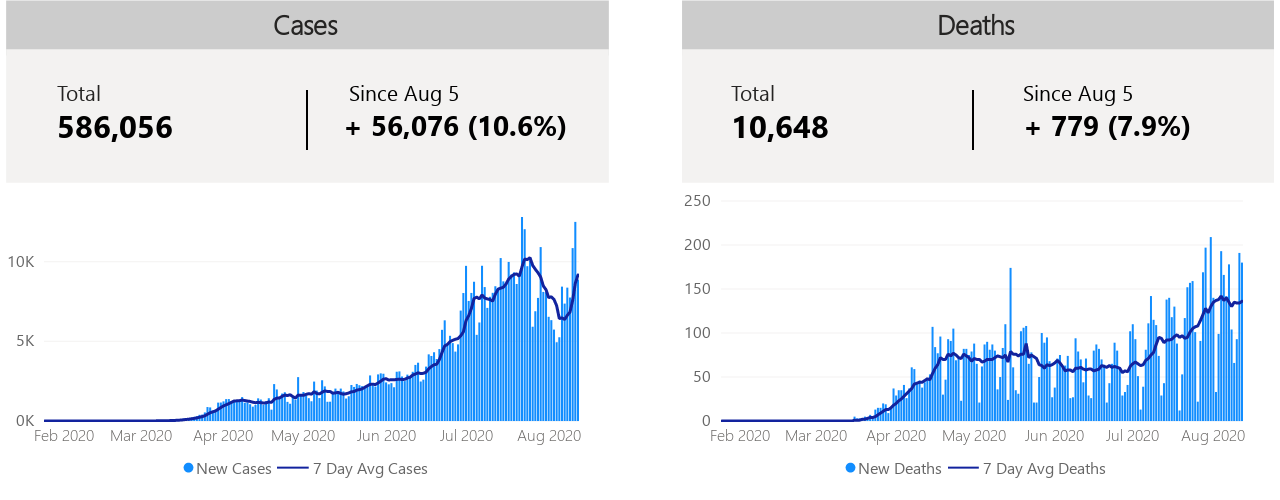 Cases
Total
586,056
Since Aug 5
+ 56,076 (10.6%)
10K
5K
0K
Feb 2020 Mar 2020 Apr 2020 May 2020 Jun 2020 Jul 2020 Aug 2020
New Cases 7 Day Avg Cases
Deaths
Total
10,648
Since Aug 5
+ 779 (7.9%)
250
200
150
100
50
0
Feb 2020 Mar 2020 Apr 2020 May 2020 Jun 2020 Jul 2020 Aug 2020
New Deaths 7 Day Avg Deaths